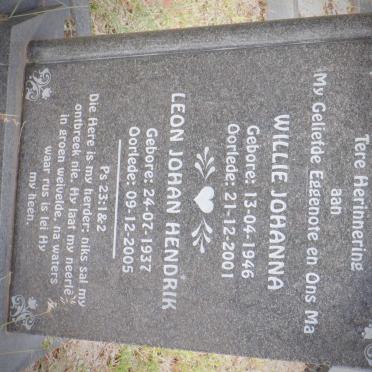 Tere Herinnering
aan
My Geliefde Eggenote en Ons Ma
WILLIE JOHANNA
Gebore: 13-04-1946
Oorlede: 21-12-2001
LEON JOHAN HENDRIK
Gebore: 24-07-1937
Oorlede: 09-12-2005
Ps 23:1&2
Die Here is my herder; niks sal my
ontbreek nie. Hy laat my neerlê
in groen weivelde, na waters
waar rus is lei Hy
my heen.